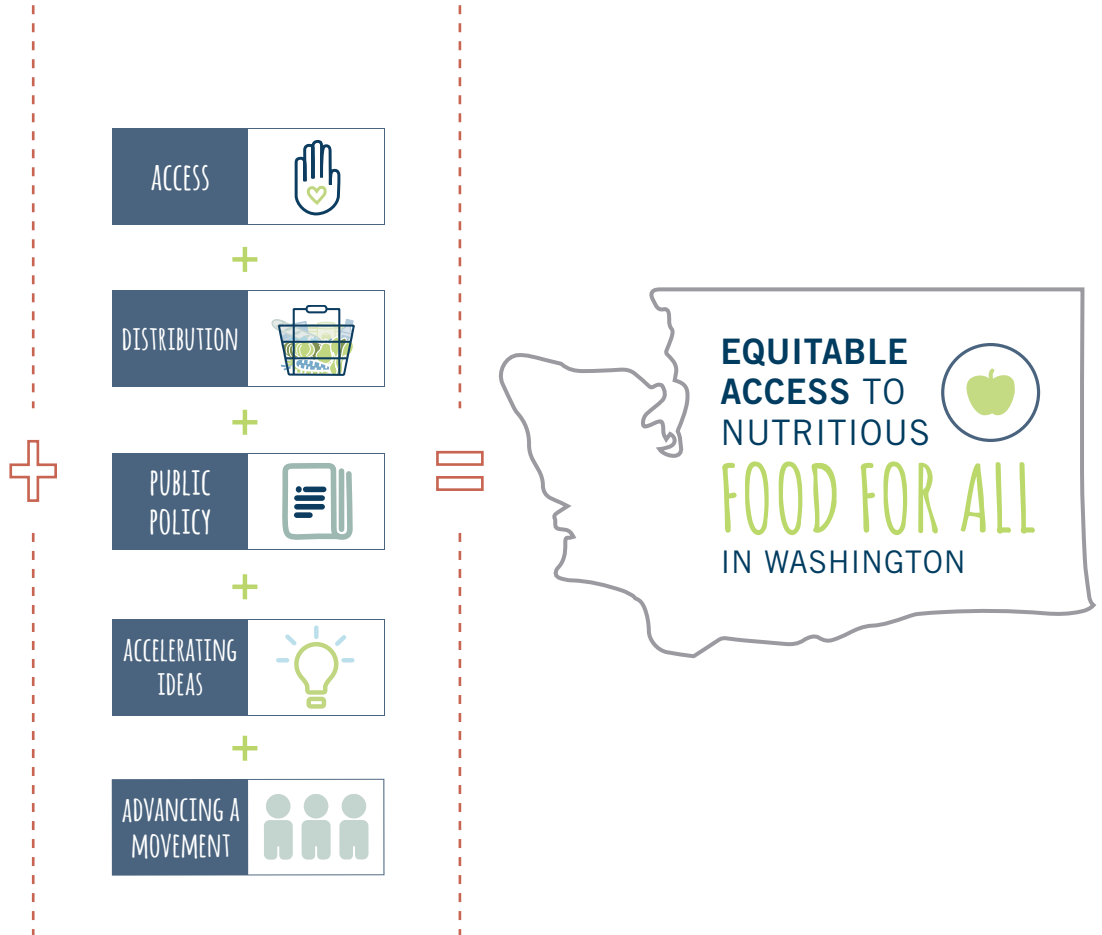 ACCESS
+
DISTRIBUTION
+
PUBLIC
POLICY
+
ACCELERATING
IDEAS
+
ADVANCING A
MOVEMENT
+
=
EQUITABLE
ACCESS TO
NUTRITIOUS
FOOD FOR ALL
IN WASHINGTON